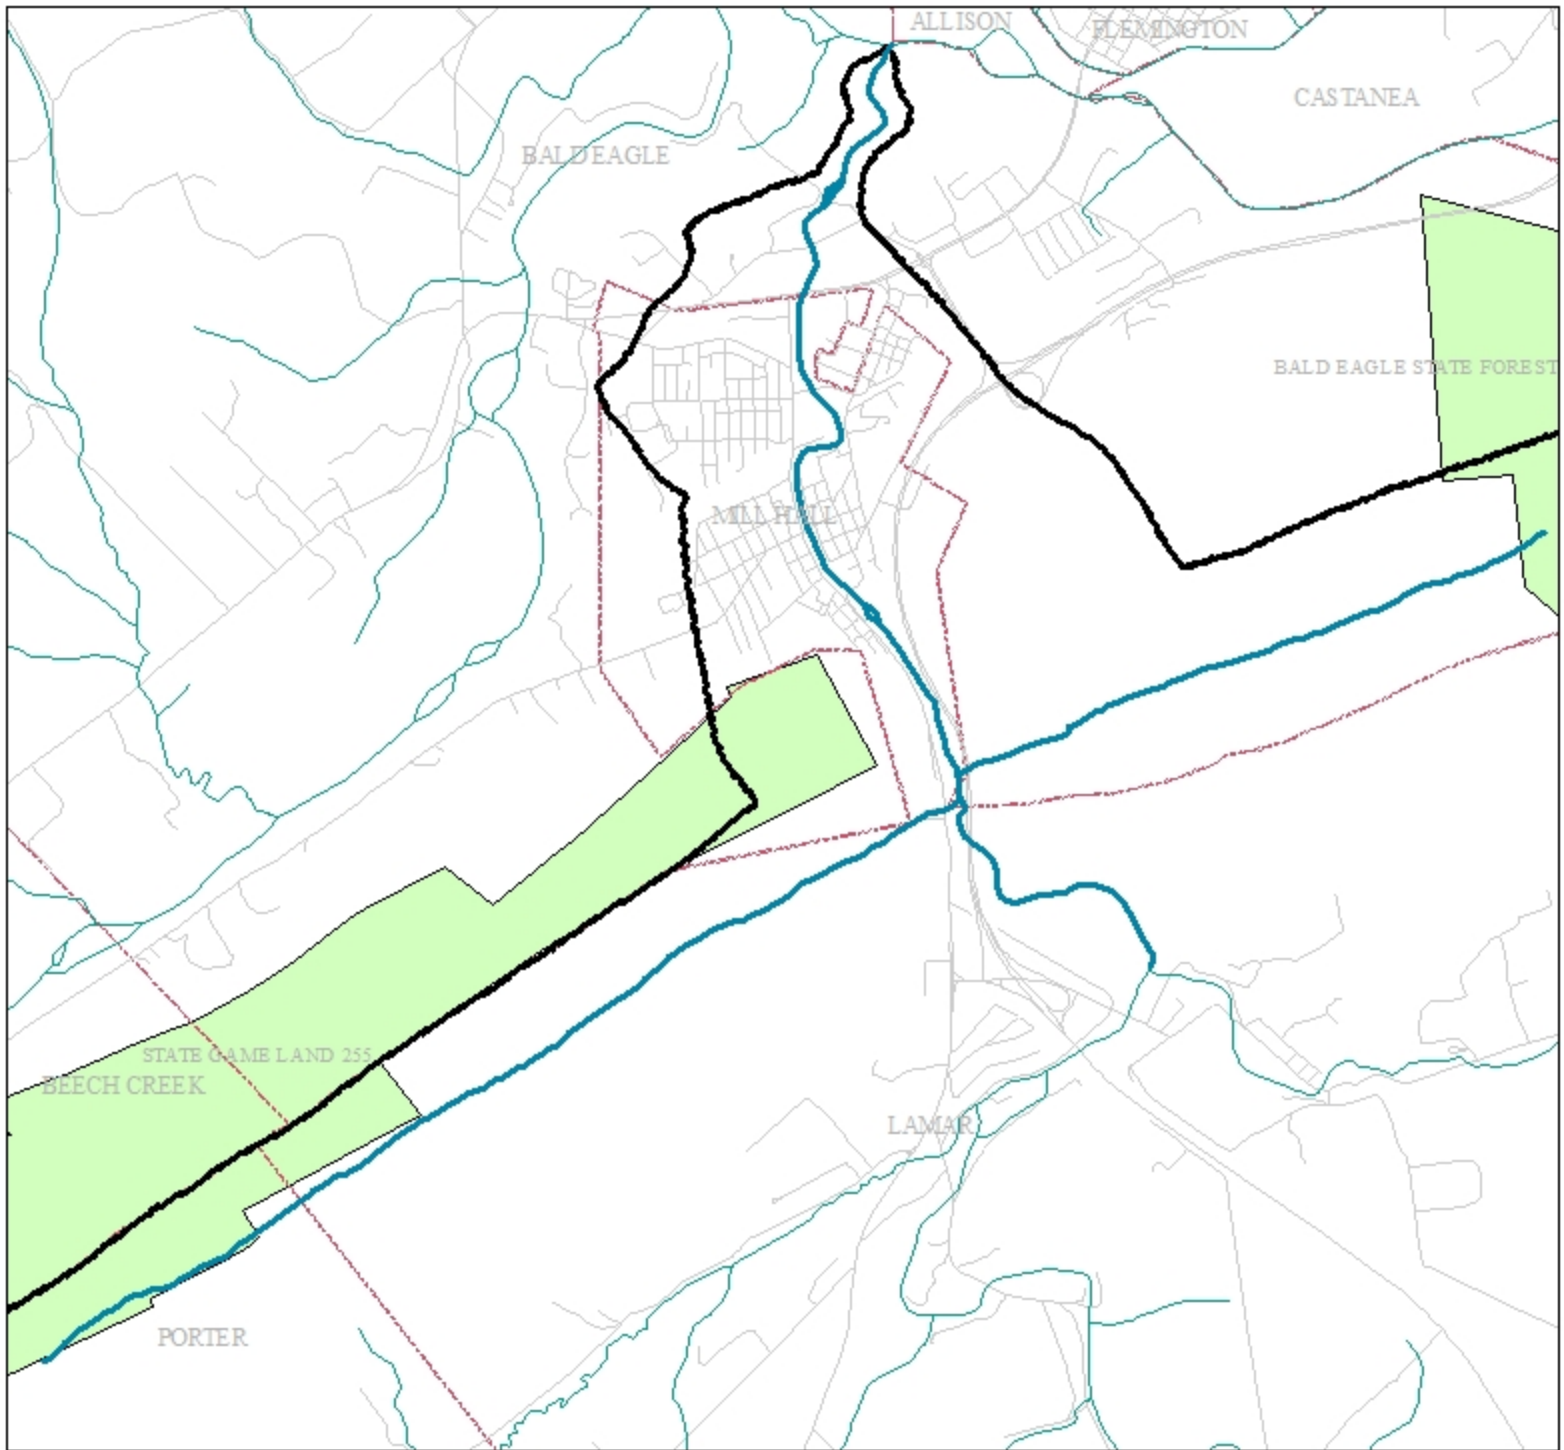 ALLISON
FLEMINGTON
CASTANEA
BALD EAGLE
BALD EAGLE STATE FOREST
MILL HALL
STATE GAME LAND 255
BEECH CREEK
LAMAR
PORTER